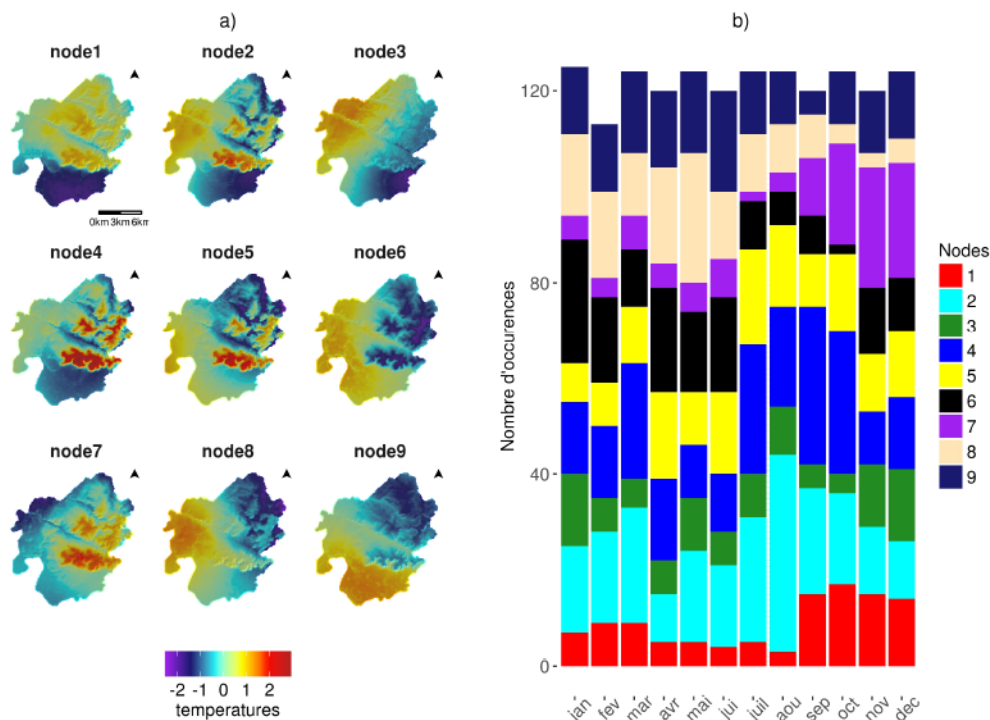 a)
node1 node2 node3
0km 3km 6km
node4 node5 node6
node7 node8 node9
-2 -1 0 1 2
temperatures
b)
Nombre d'occurences
120
80
40
0
jan fev mar avr mai jui juil aou sep oct nov dec
Nodes
1
2
3
4
5
6
7
8
9